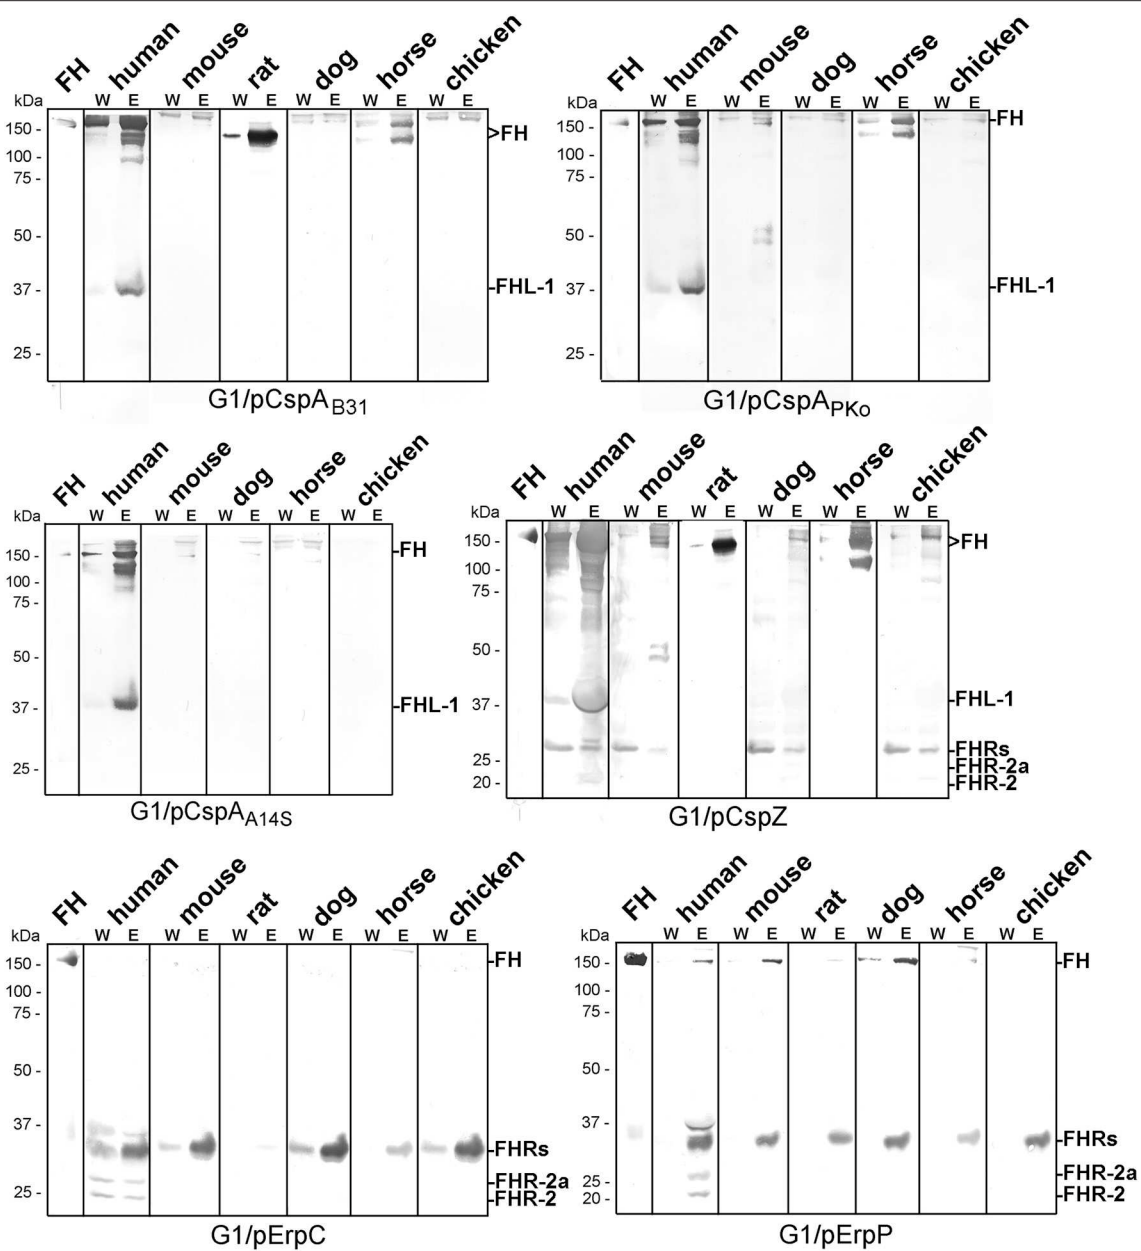 FH human mouse rat dog horse chicken
kDa W E W E W E W E W E W E
150 - >FH
100 -
75 -
50 -
37 - -FHL-1
25 -
G1/pCspA B31
FH human mouse dog horse chicken
kDa W E W E W E W E W E
150 - -FH
100 -
75 -
50 -
37 - -FHL-1
25 -
G1/pCspA PKo
FH human mouse dog horse chicken
kDa W E W E W E W E W E
150 - -FH
100 -
75 -
50 -
37 - -FHL-1
25 -
G1/pCspA A14S
FH human mouse rat dog horse chicken
kDa W E W E W E W E W E W E
150 - >FH
100 -
75 -
50 -
37 - -FHL-1
-FHRs
25 - -FHR-2a
20 - -FHR-2
G1/pCspZ
FH human mouse rat dog horse chicken
kDa W E W E W E W E W E W E
150 - -FH
100 -
75 -
50 -
37 -
-FHRs
-FHR-2a
25 - -FHR-2
G1/pErpC
FH human mouse rat dog horse chicken
kDa W E W E W E W E W E W E
150 - -FH
100 -
75 -
50 -
37 -
-FHRs
25 - -FHR-2a
20 - -FHR-2
G1/pErpP